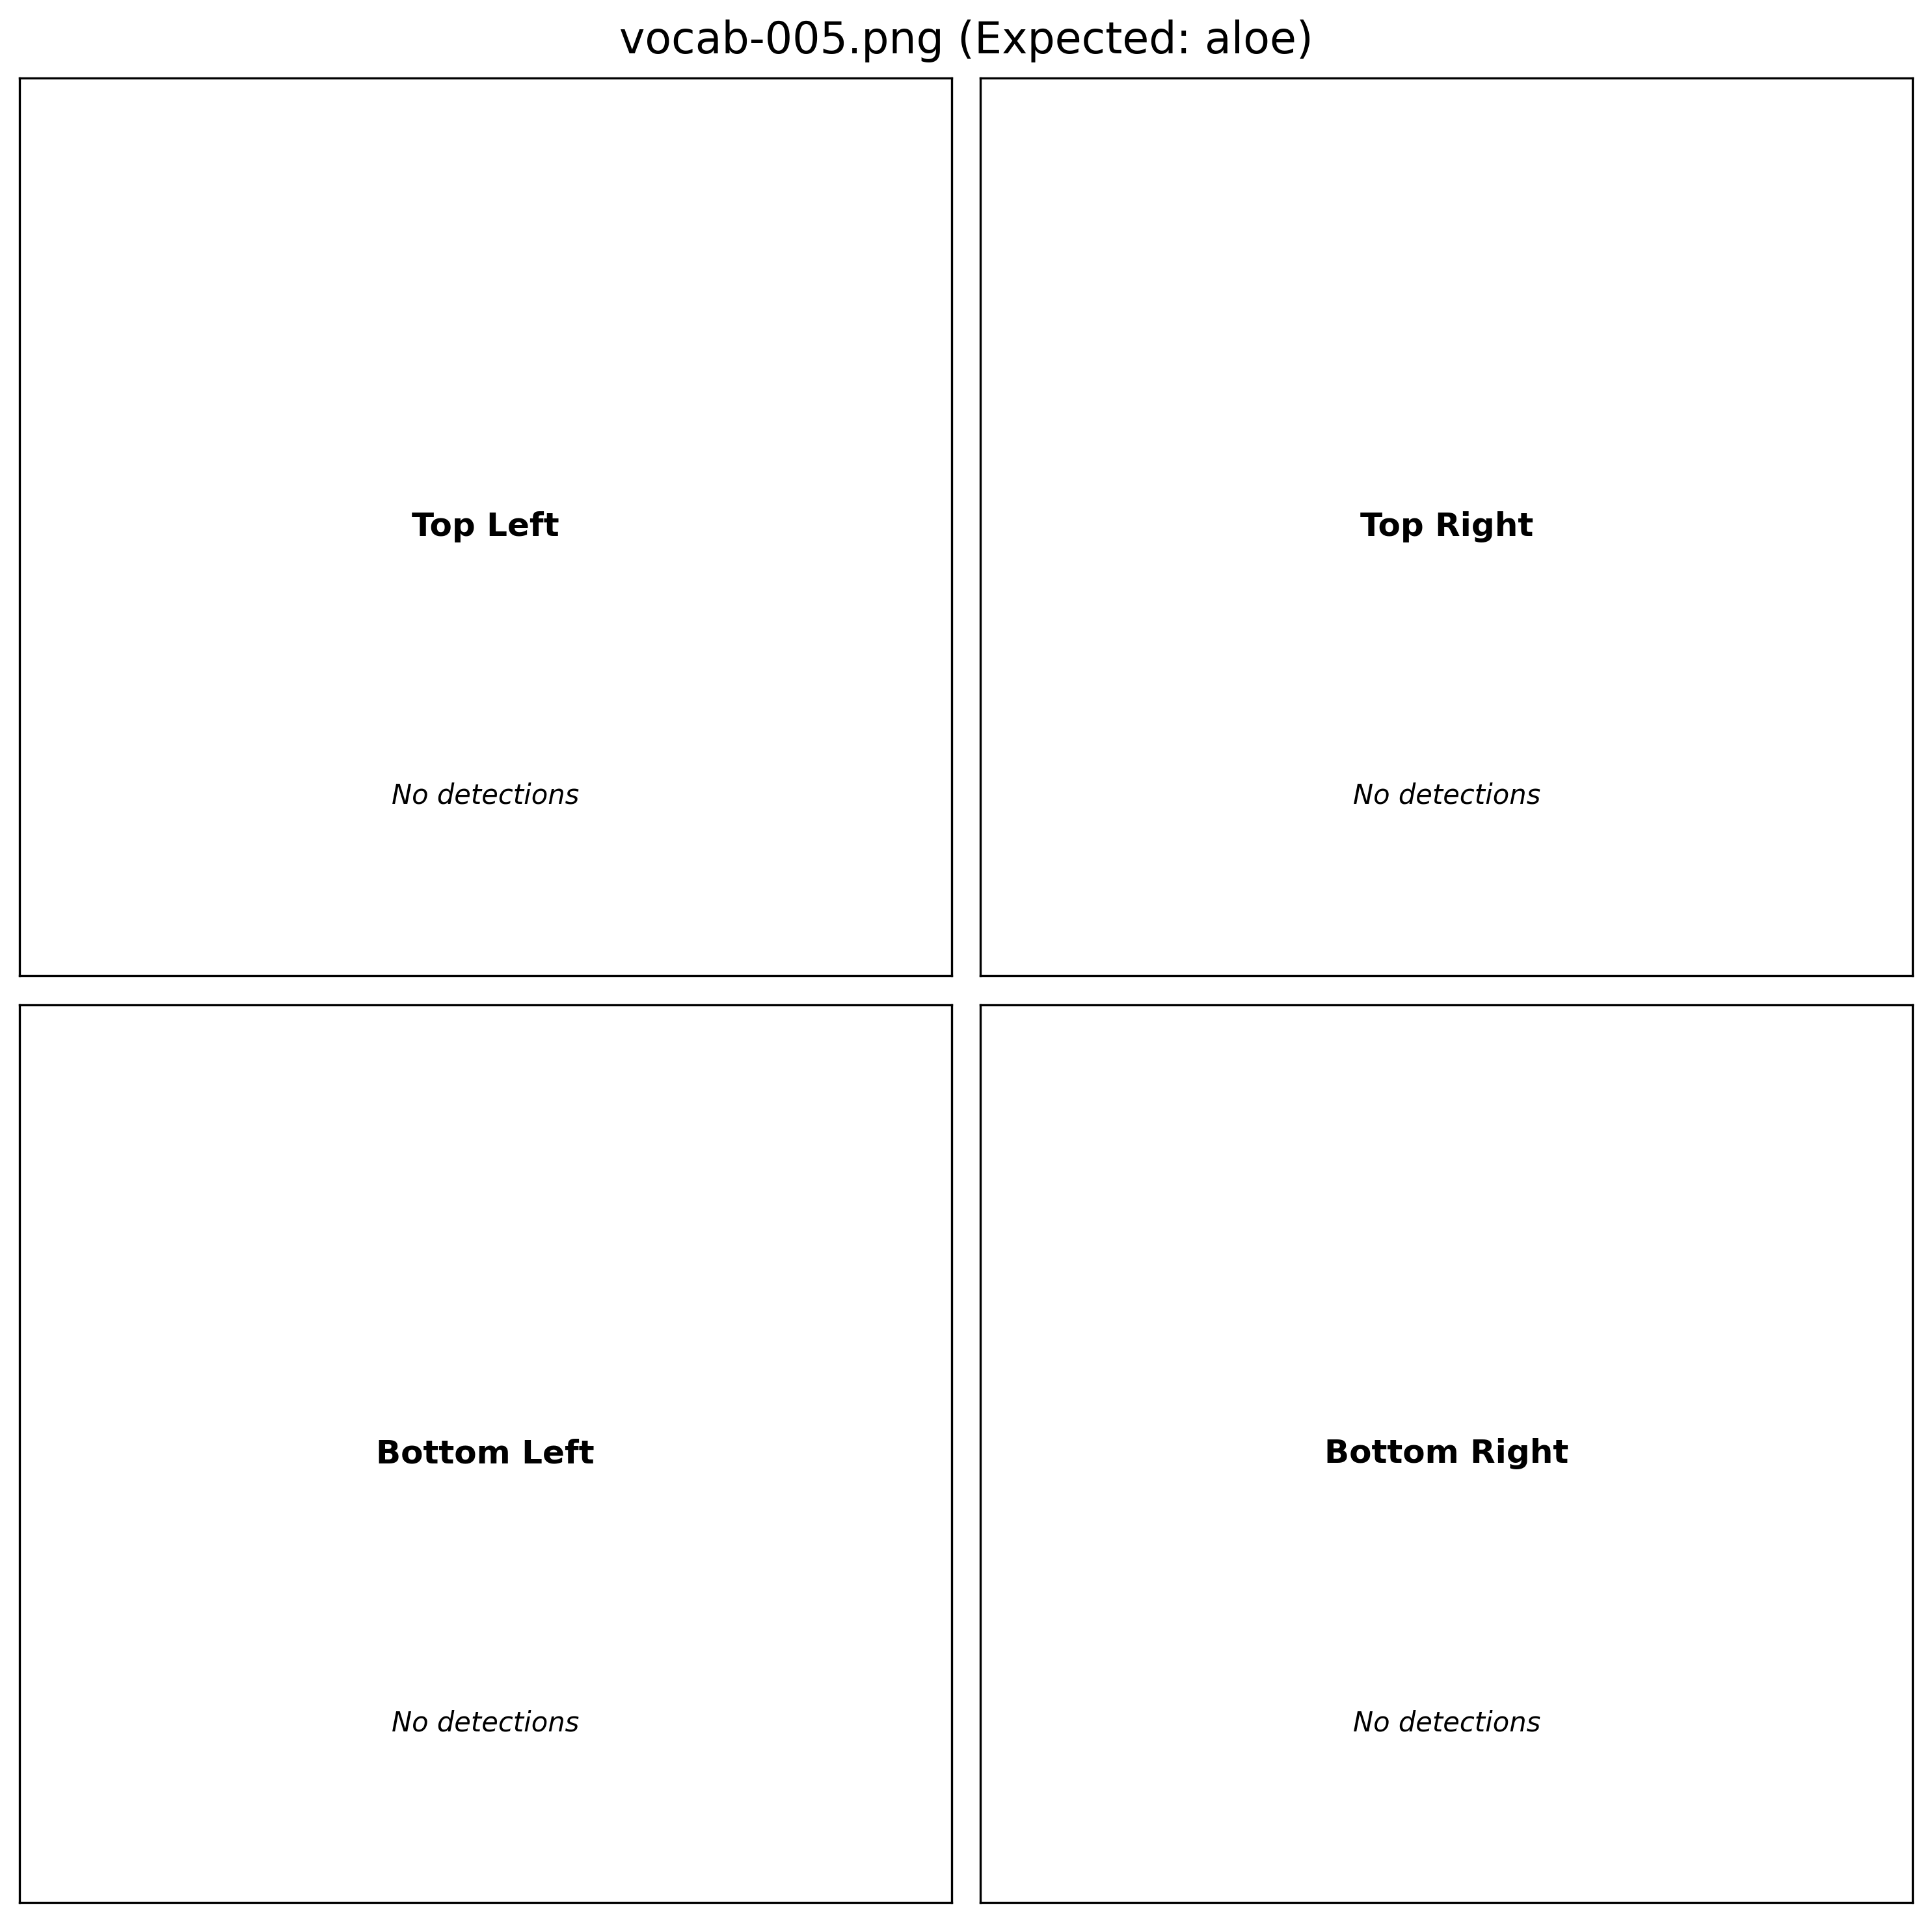 vocab-005.png (Expected: aloe)
Top Left
No detections
Top Right
No detections
Bottom Left
No detections
Bottom Right
No detections